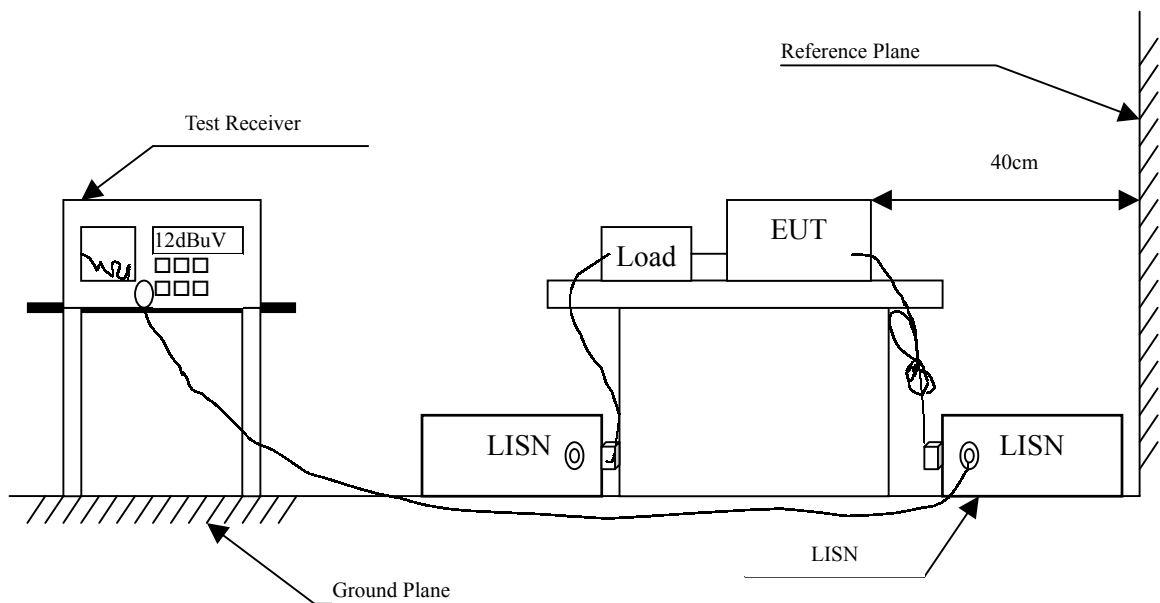 Reference Plane
Test Receiver
40cm
12dBuV
EUT
Load
LISN
LISN
LISN
Ground Plane